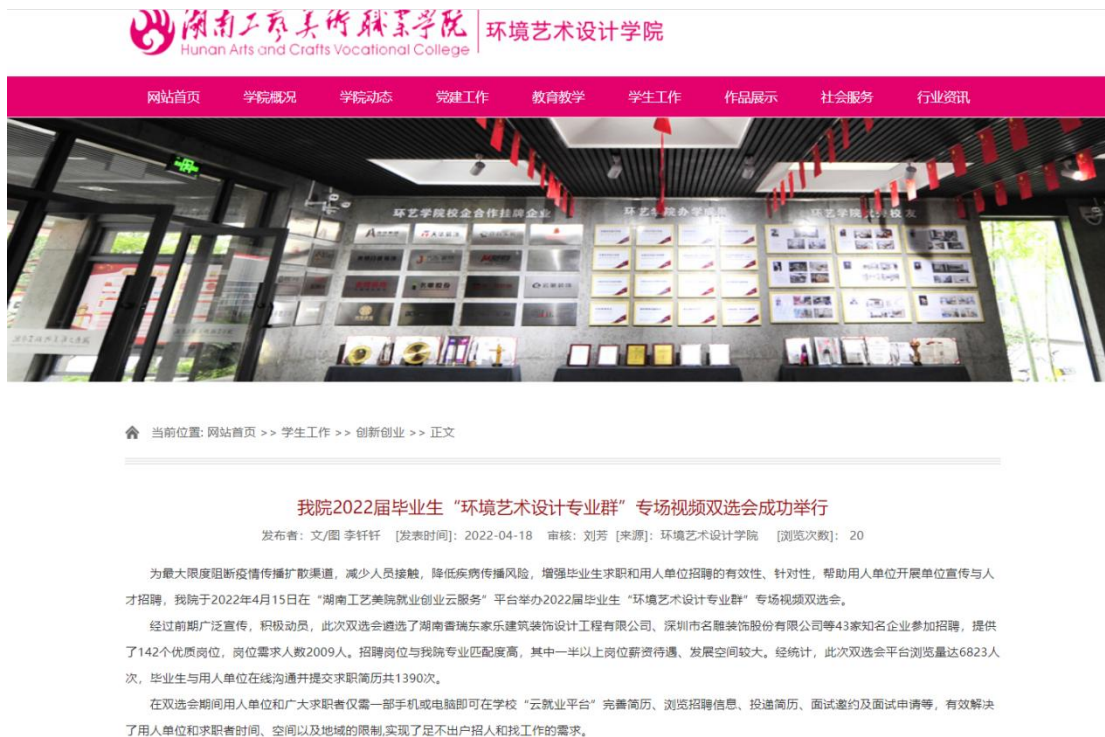 湖南工艺美术职业学院
Hunan Arts and Crafts Vocational College
环境艺术设计学院
网站首页 学院概况 学院动态 党建工作 教育教学 学生工作 作品展示 社会服务 行业资讯
环艺学院校企合作挂牌企业
当前位置: 网站首页 >> 学生工作 >> 创新创业 >> 正文
我院2022届毕业生“环境艺术设计专业群”专场视频双选会成功举行
发布者：文/图 李钎钎 [发表时间]：2022-04-18 审核：刘芳 [来源]：环境艺术设计学院 [浏览次数]： 20
为最大限度阻断疫情传播扩散渠道，减少人员接触，降低疾病传播风险，增强毕业生求职和用人单位招聘的有效性、针对性，帮助用人单位开展单位宣传与人
才招聘，我院于2022年4月15日在“湖南工艺美院就业创业云服务”平台举办2022届毕业生“环境艺术设计专业群”专场视频双选会。
经过前期广泛宣传，积极动员，此次双选会遴选了湖南香瑞东家乐建筑装饰设计工程有限公司、深圳市名雕装饰股份有限公司等43家知名企业参加招聘，提供
了142个优质岗位，岗位需求人数2009人。招聘岗位与我院专业匹配度高，其中一半以上岗位薪资待遇、发展空间较大。经统计，此次双选会平台浏览量达6823人
次，毕业生与用人单位在线沟通并提交求职简历共1390次。
在双选会期间用人单位和广大求职者仅需一部手机或电脑即可在学校“云就业平台”完善简历、浏览招聘信息、投递简历、面试邀约及面试申请等，有效解决
了用人单位和求职者时间、空间以及地域的限制,实现了足不出户招人和找工作的需求。